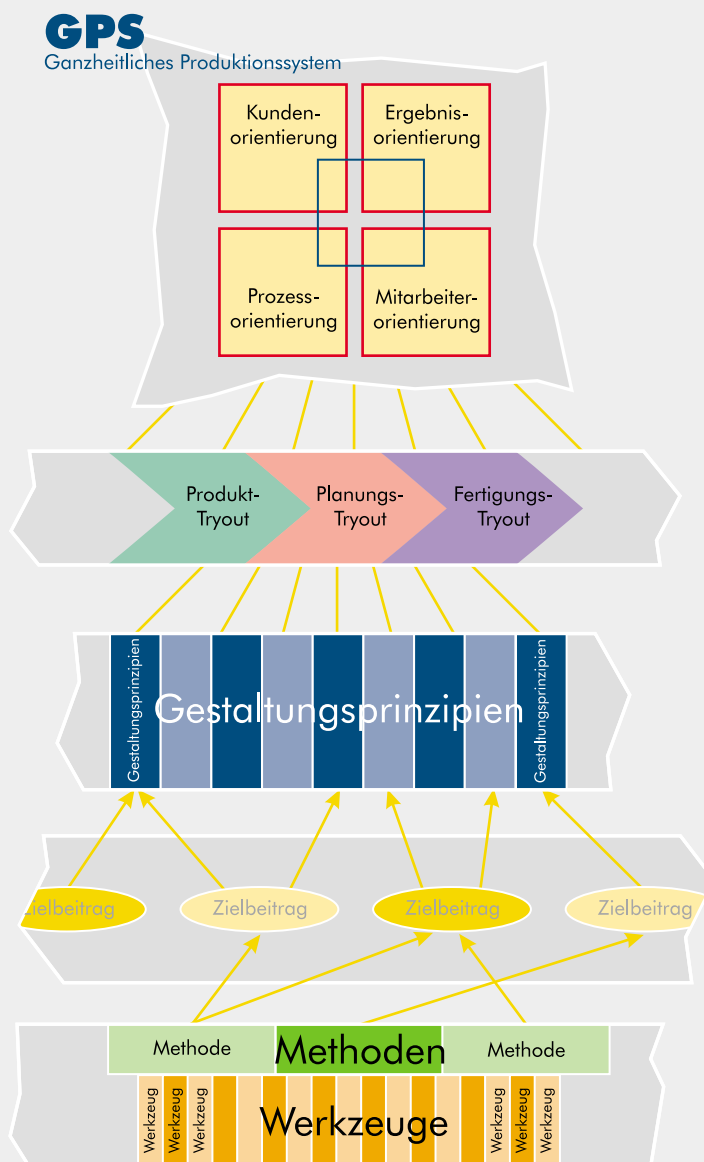 GPS
Ganzheitliches Produktionssystem
Kunden-
orientierung
Ergebnis-
orientierung
Prozess-
orientierung
Mitarbeiter-
orientierung
Produkt-
Tryout
Planungs-
Tryout
Fertigungs-
Tryout
Gestaltungsprinzipien
Gestaltungsprinzipien
Gestaltungsprinzipien
Zielbeitrag
Zielbeitrag
Zielbeitrag
Zielbeitrag
Methode
Methoden
Methode
Werkzeug
Werkzeug
Werkzeug
Werkzeuge
Werkzeug
Werkzeug
Werkzeug